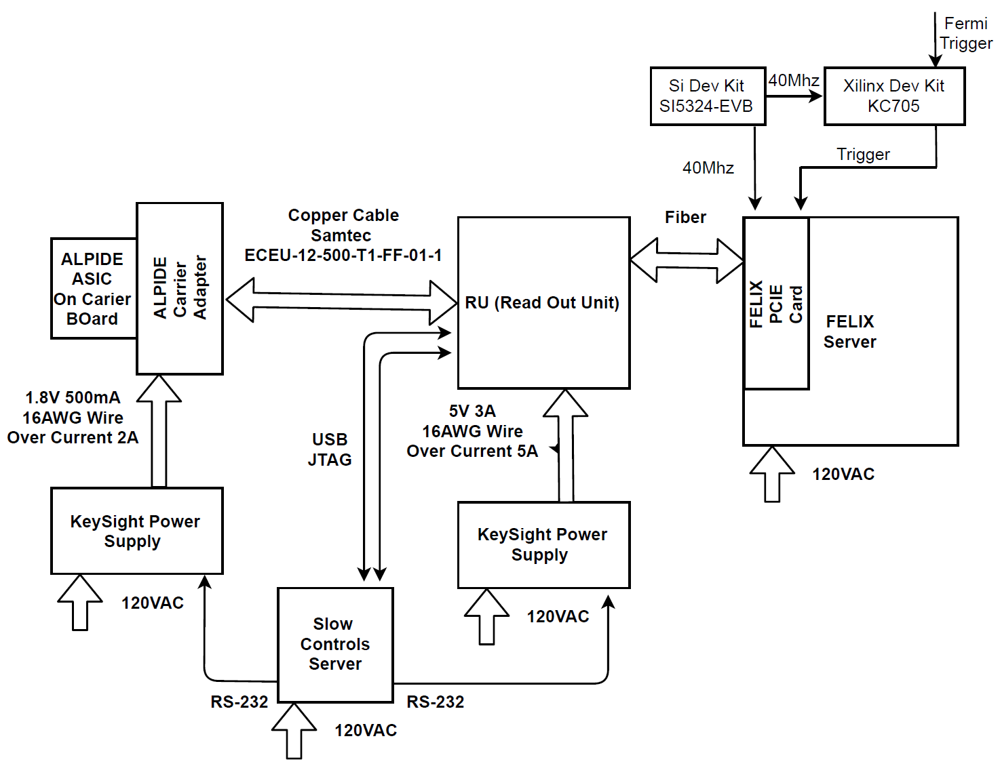 Fermi
Trigger
Si Dev Kit
SI5324-EVB
40Mhz
Xilinx Dev Kit
KC705
40Mhz
Trigger
Copper Cable
Samtec
ECEU-12-500-T1-FF-01-1
Fiber
ALPIDE
ASIC
On Carier
BOard
ALPIDE
Carrier
Adapter
RU (Read Out Unit)
FELIX
PCIE
Card
FELIX
Server
1.8V 500mA
16AWG Wire
Over Current 2A
USB
JTAG
5V 3A
16AWG Wire
Over Current 5A
120VAC
KeySight Power
Supply
KeySight Power
Supply
120VAC
120VAC
Slow
Controls
Server
RS-232
RS-232
120VAC